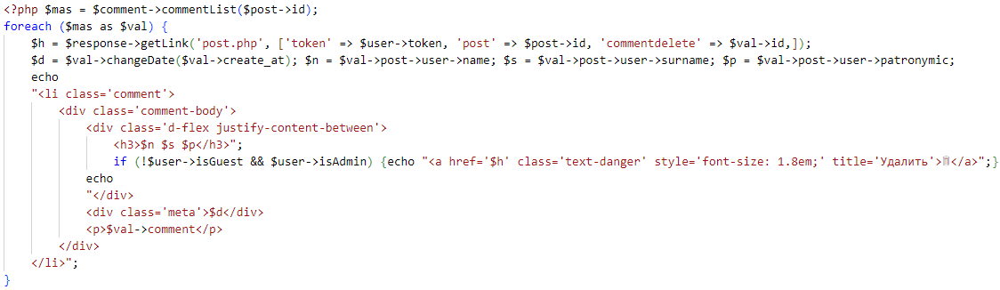 <?php $mas = $comment->commentList($post->id);
foreach ($mas as $val) {
    $h = $response->getLink('post.php', ['token' => $user->token, 'post' => $post->id, 'commentdelete' => $val->id,]);
    $d = $val->changeDate($val->create_at); $n = $val->post->user->name; $s = $val->post->user->surname; $p = $val->post->user->patronymic;
    echo
    "<li class='comment'>
        <div class='comment-body'>
            <div class='d-flex justify-content-between'>
                <h3>$n $s $p</h3>";
                if (!$user->isGuest && $user->isAdmin) {echo "<a href='$h' class='text-danger' style='font-size: 1.8em;' title='Удалить'>🗑</a>";}
            echo
            "</div>
            <div class='meta'>$d</div>
            <p>$val->comment</p>
        </div>
    </li>";
}